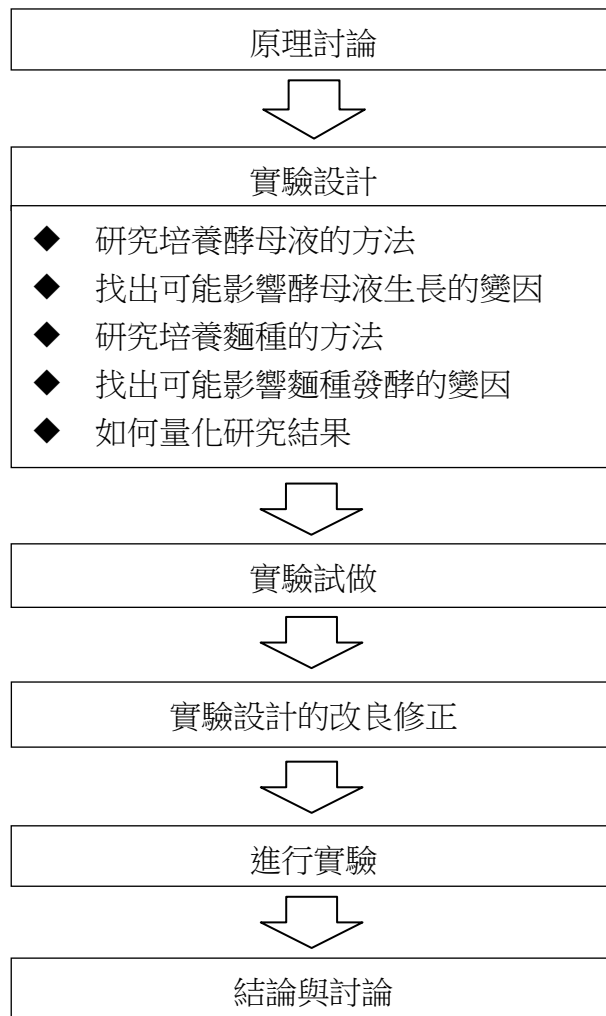 原理討論
實驗設計
◆ 研究培養酵母液的方法
◆ 找出可能影響酵母液生長的變因
◆ 研究培養麵種的方法
◆ 找出可能影響麵種發酵的變因
◆ 如何量化研究結果
實驗試做
實驗設計的改良修正
進行實驗
結論與討論